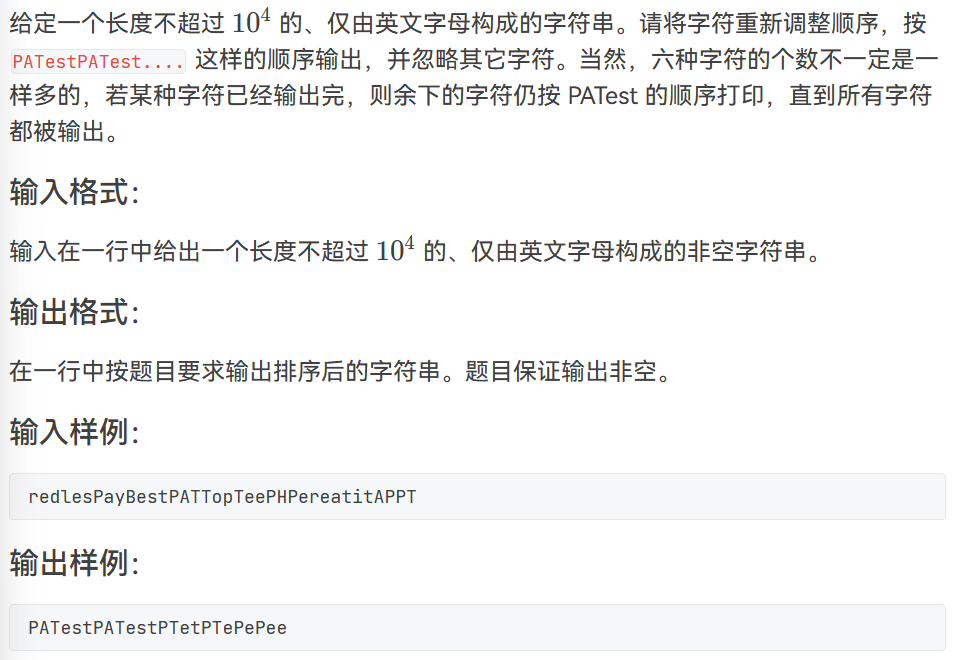 给定一个长度不超过 10⁴ 的、仅由英文字母构成的字符串。请将字符重新调整顺序，按
PATestPATest.... 这样的顺序输出，并忽略其它字符。当然，六种字符的个数不一定是一
样多的，若某种字符已经输出完，则余下的字符仍按 PATest 的顺序打印，直到所有字符
都被输出。
输入格式：
输入在一行中给出一个长度不超过 10⁴ 的、仅由英文字母构成的非空字符串。
输出格式：
在一行中按题目要求输出排序后的字符串。题目保证输出非空。
输入样例：
redlesPayBestPATTopTeePHPereatitAPPT
输出样例：
PATestPATestPTetPTePePee